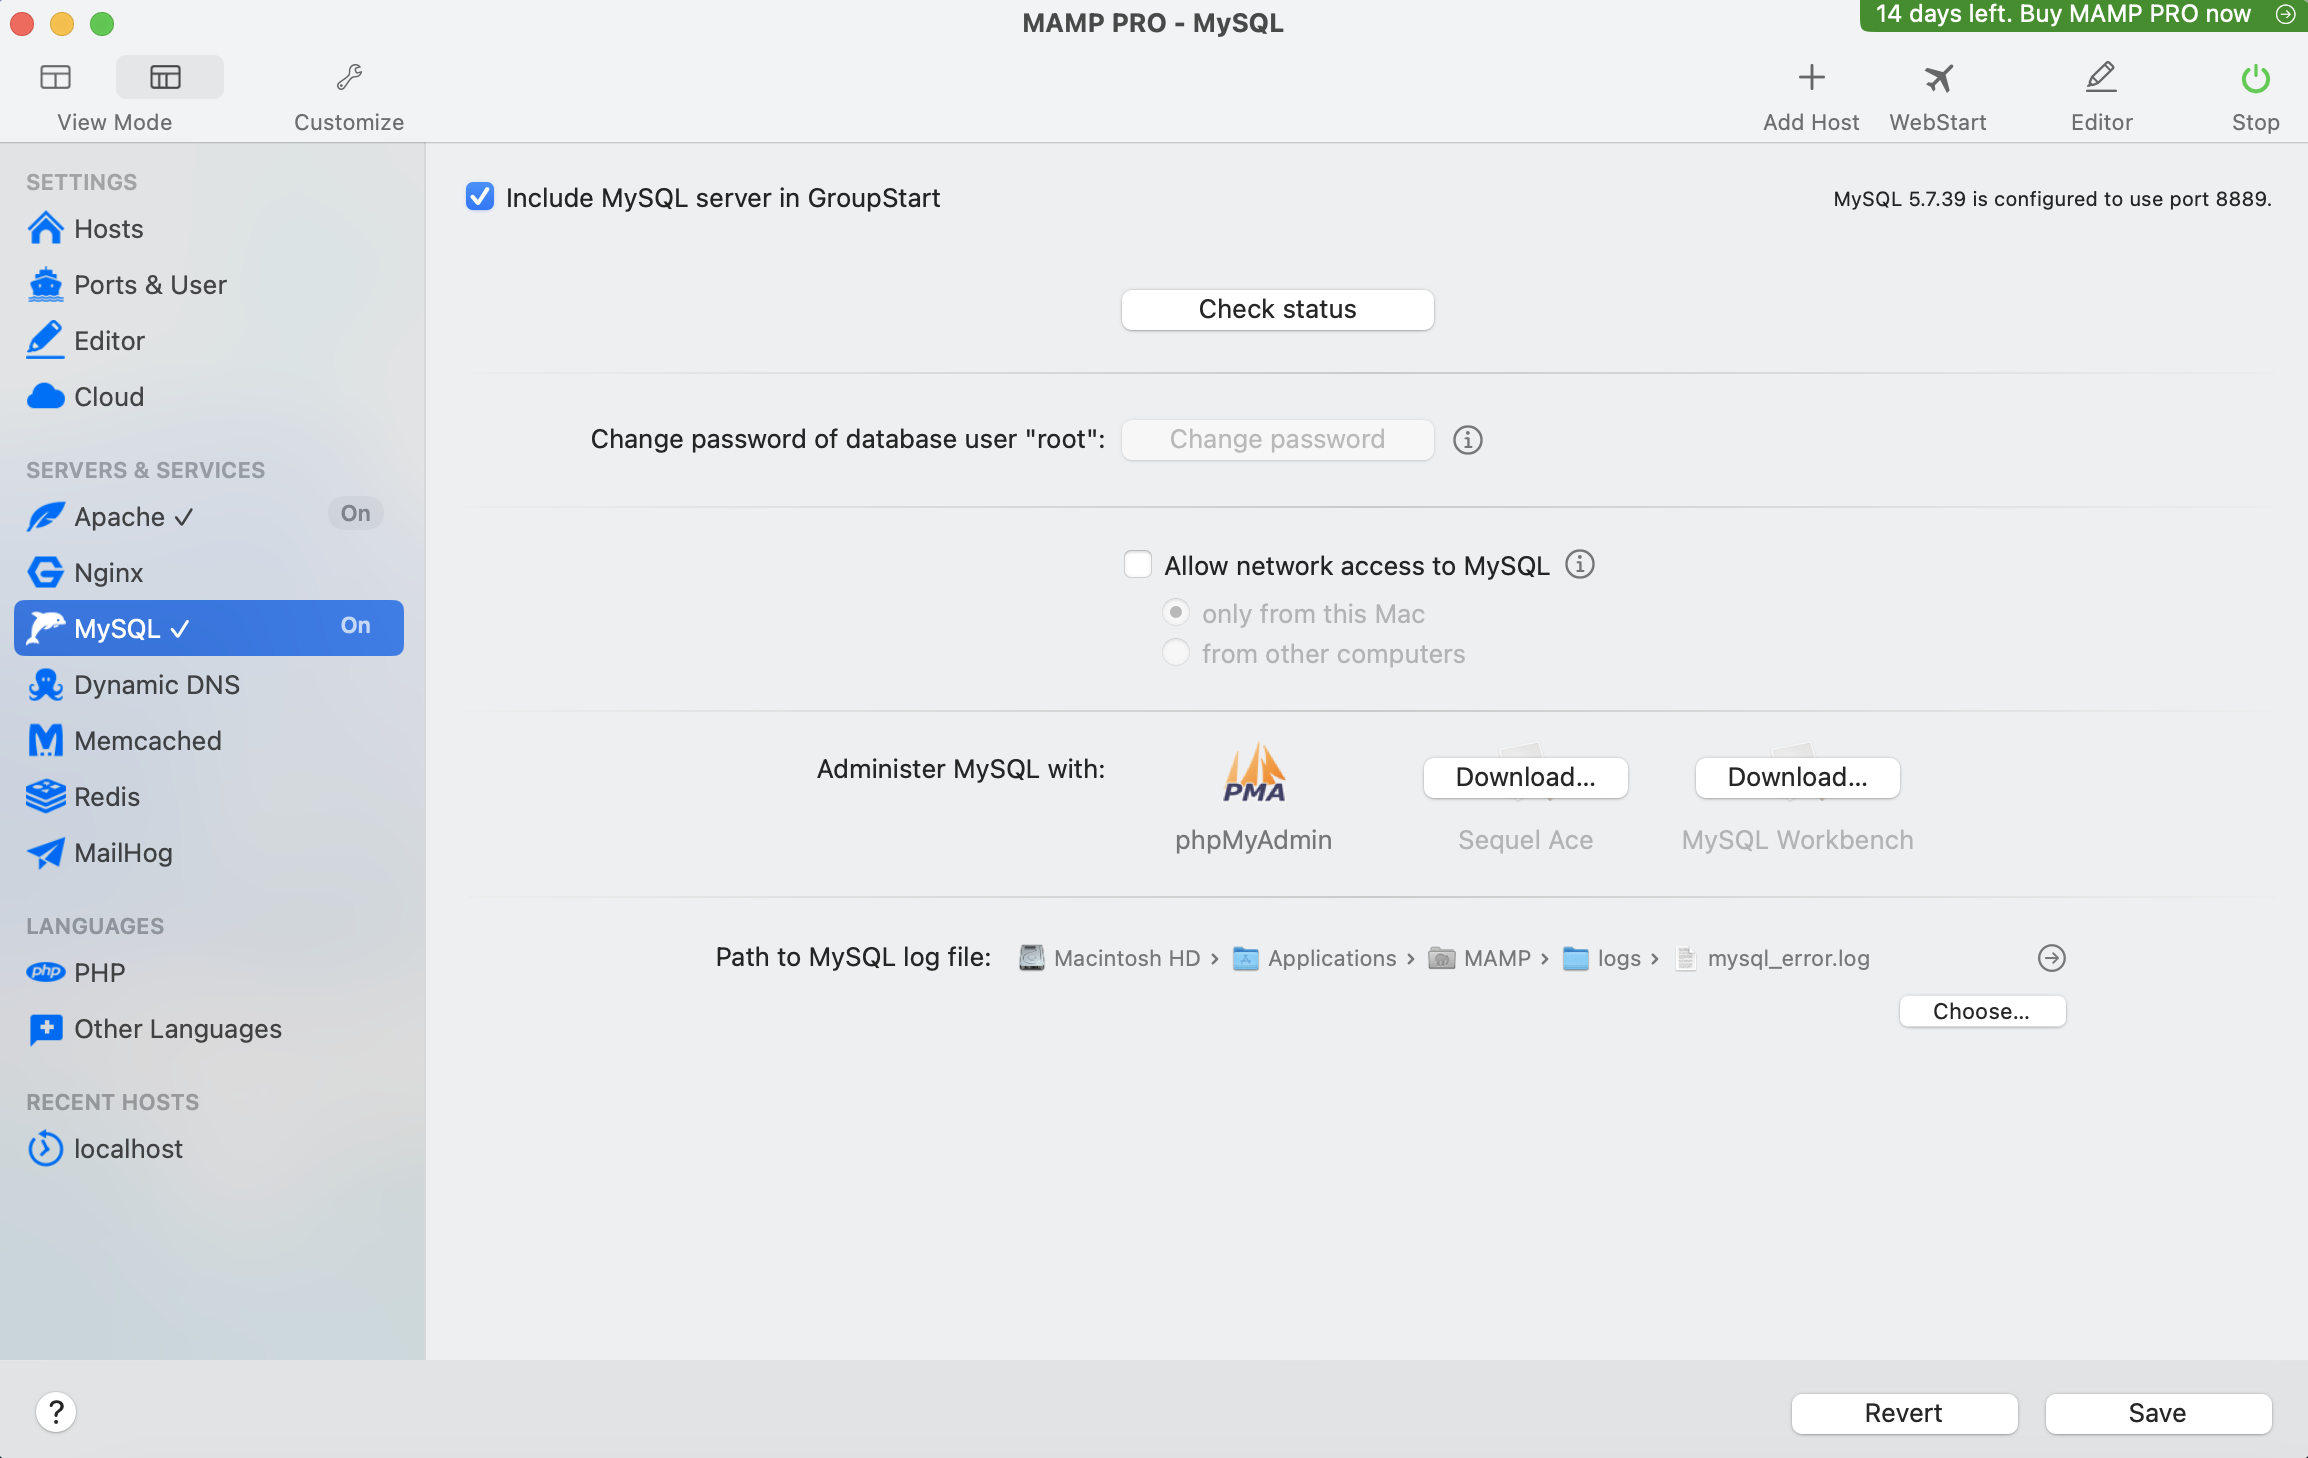 MAMP PRO - MySQL
14 days left. Buy MAMP PRO now
View Mode
Customize
Add Host
WebStart
Editor
Stop
SETTINGS
Hosts
Ports & User
Editor
Cloud
SERVERS & SERVICES
Apache ✓ On
Nginx
MySQL ✓ On
Dynamic DNS
Memcached
Redis
MailHog
LANGUAGES
php PHP
Other Languages
RECENT HOSTS
localhost
Include MySQL server in GroupStart
MySQL 5.7.39 is configured to use port 8889.
Check status
Change password of database user "root": Change password
Allow network access to MySQL
only from this Mac
from other computers
Administer MySQL with:
PMA
phpMyAdmin
Download...
Sequel Ace
Download...
MySQL Workbench
Path to MySQL log file: Macintosh HD › Applications › MAMP › logs › mysql_error.log
Choose...
?
Revert
Save